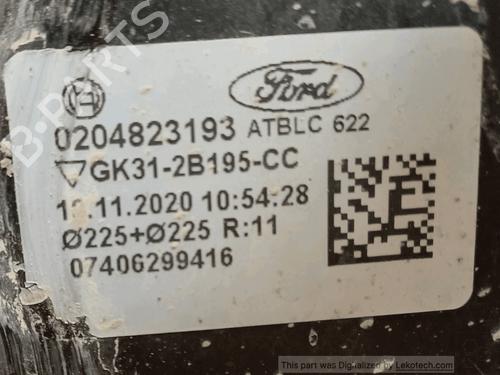 Ford
0204823193 ATBLC 622
GK31-2B195-CC
.11.2020 10:54:28
Ø225+Ø225 R:11
07406299416
B-PARTS
This part was Digitalized by Lekotech.com